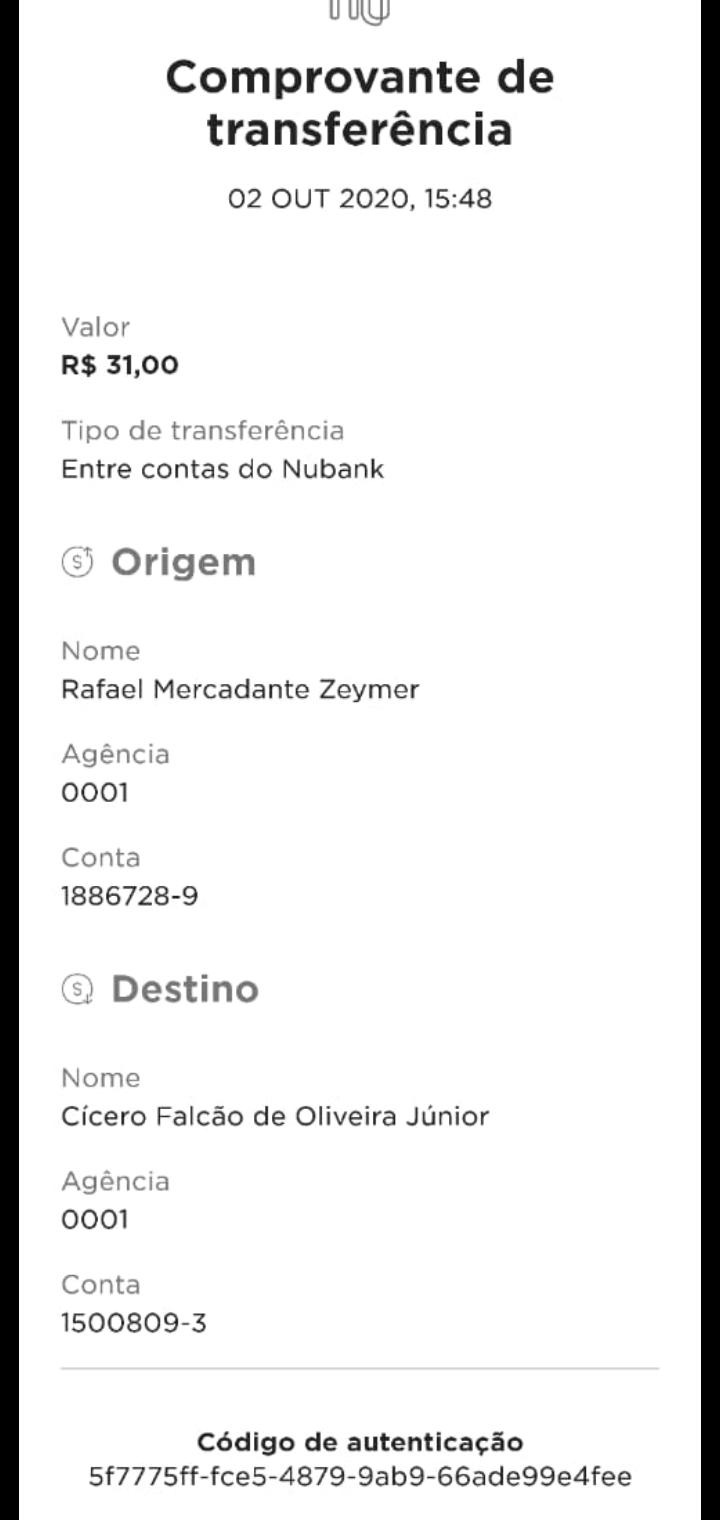 nu
Comprovante de
transferência
02 OUT 2020, 15:48
Valor
R$ 31,00
Tipo de transferência
Entre contas do Nubank
Origem
Nome
Rafael Mercadante Zeymer
Agência
0001
Conta
1886728-9
Destino
Nome
Cícero Falcão de Oliveira Júnior
Agência
0001
Conta
1500809-3
Código de autenticação
5f7775ff-fce5-4879-9ab9-66ade99e4fee